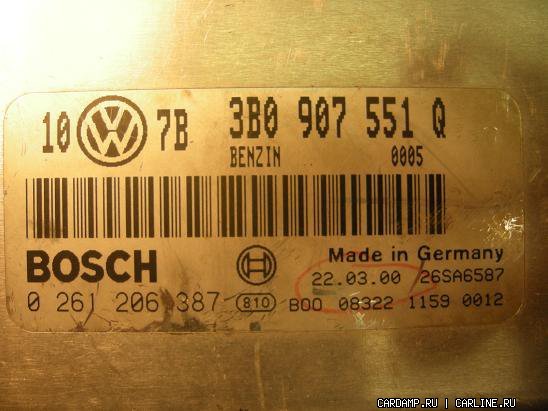 10 VW 7B 3B0 907 551 Q
BENZIN 0005
BOSCH Made in Germany
22.03.00 26SA6587
0 261 206 387 810 B00 08322 1159 0012
CARDAMP.RU | CARLINE.RU